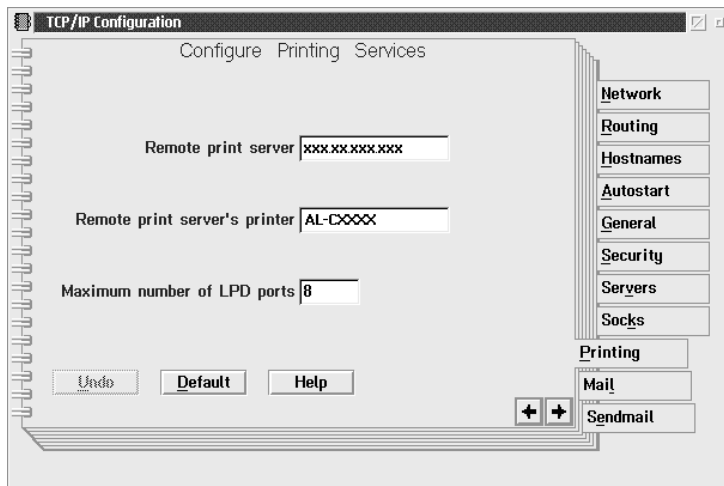 TCP/IP Configuration
Configure Printing Services
Remote print server xxx.xx.xxx.xxx
Remote print server's printer AL-CXXXX
Maximum number of LPD ports 8
Undo Default Help
Network
Routing
Hostnames
Autostart
General
Security
Servers
Socks
Printing
Mail
Sendmail